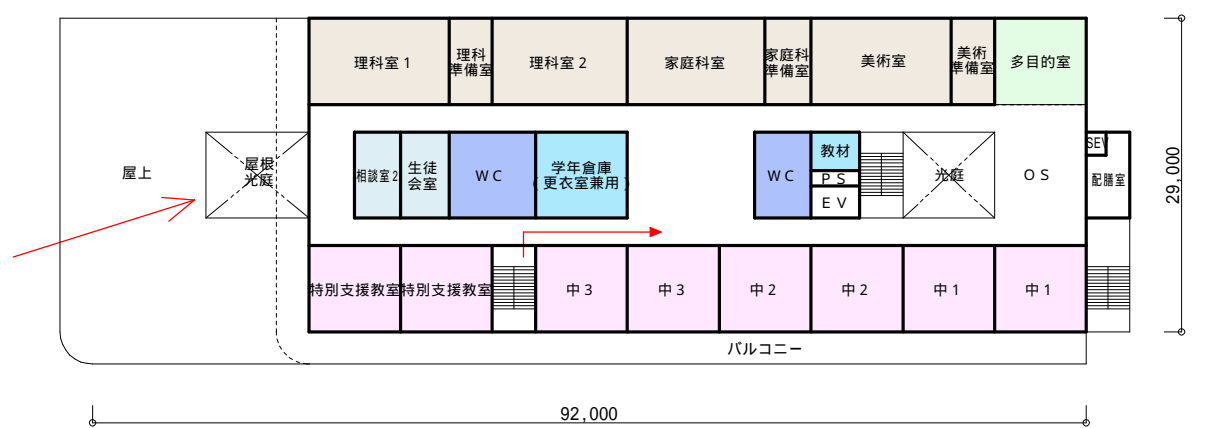 理科室１
理科
準備室
理科室２
家庭科室
家庭科
準備室
美術室
美術
準備室
多目的室
屋上
屋根
光庭
相談室2
生徒
会室
ＷＣ
学年倉庫
(更衣室兼用)
ＷＣ
教材
ＰＳ
ＥＶ
光庭
ＯＳ
SEV
配膳室
29,000
特別支援教室
特別支援教室
中３
中３
中２
中２
中１
中１
バルコニー
92,000